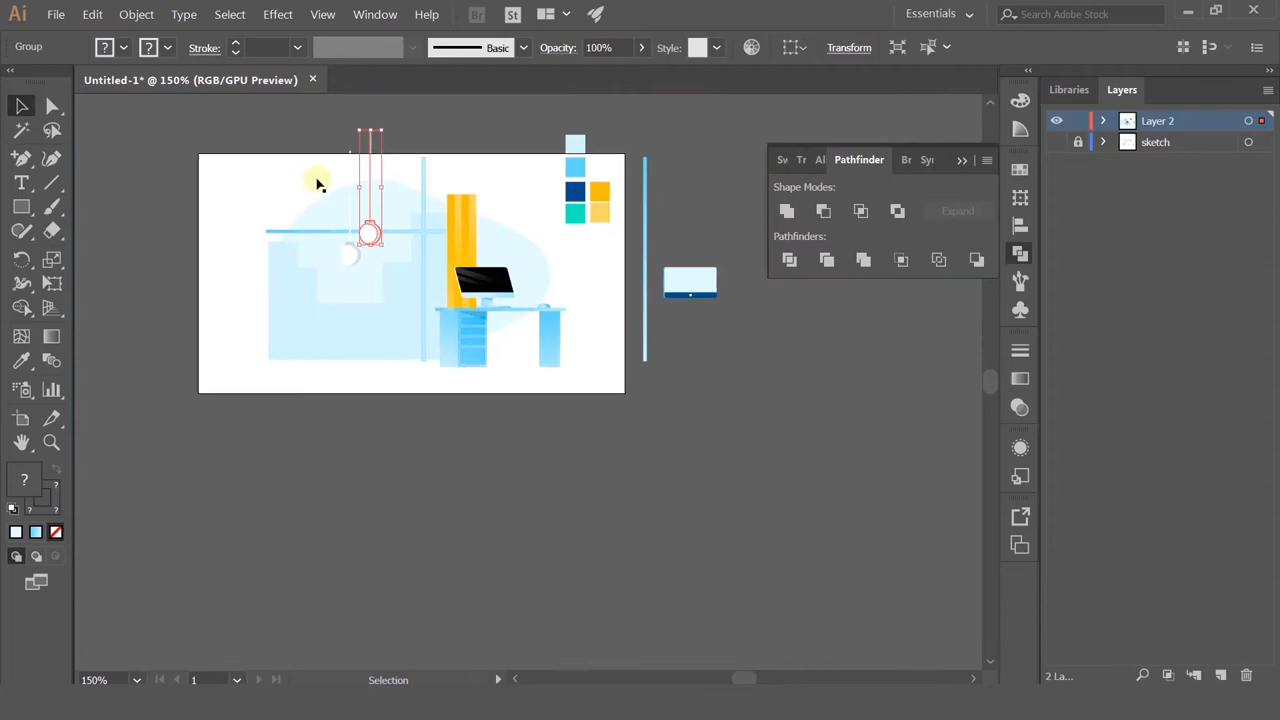 Ai File Edit Object Type Select Effect View Window Help Br St Essentials Search Adobe Stock
Group ? ? Stroke: Basic Opacity: 100% Style: Transform
Untitled-1* @ 150% (RGB/GPU Preview)
Libraries Layers
Layer 2
sketch
Sw Tr Al Pathfinder Br Sy
Shape Modes:
Expand
Pathfinders:
T
?
?
?
?
150% 1 Selection
2 La...